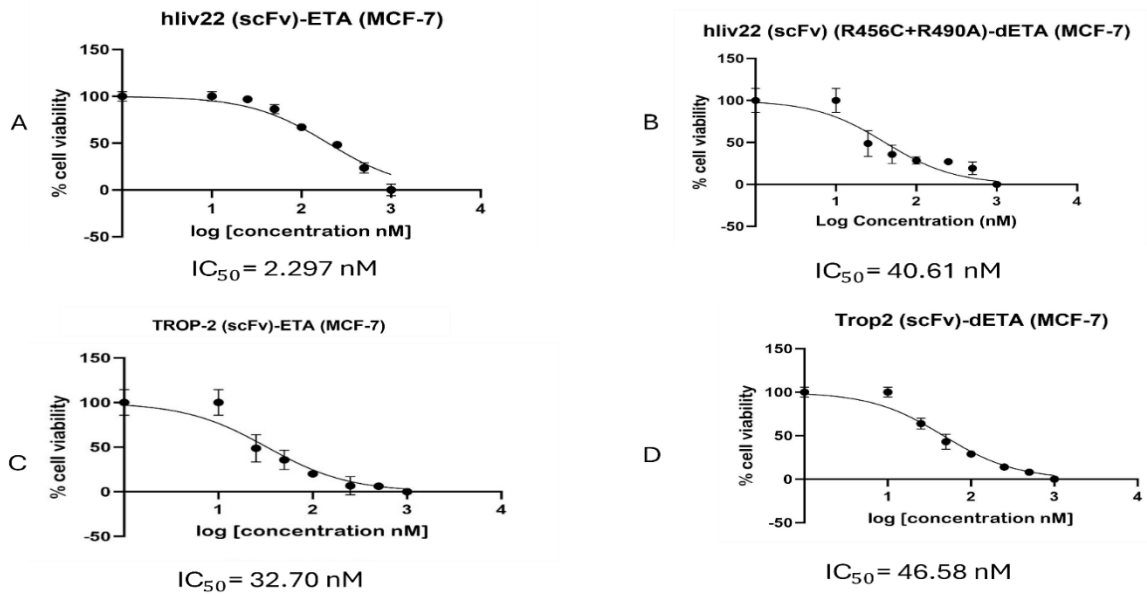 hliv22 (scFv)-ETA (MCF-7)
A
% cell viability
150
100
50
0
-50
1
2
3
4
log [concentration nM]
IC₅₀= 2.297 nM
hliv22 (scFv) (R456C+R490A)-dETA (MCF-7)
B
% cell viability
150
100
50
0
-50
1
2
3
4
Log Concentration (nM)
IC₅₀= 40.61 nM
TROP-2 (scFv)-ETA (MCF-7)
C
% cell viability
150
100
50
0
-50
1
2
3
4
log [concentration nM]
IC₅₀= 32.70 nM
Trop2 (scFv)-dETA (MCF-7)
D
% cell viability
150
100
50
0
-50
1
2
3
4
log [concentration nM]
IC₅₀= 46.58 nM